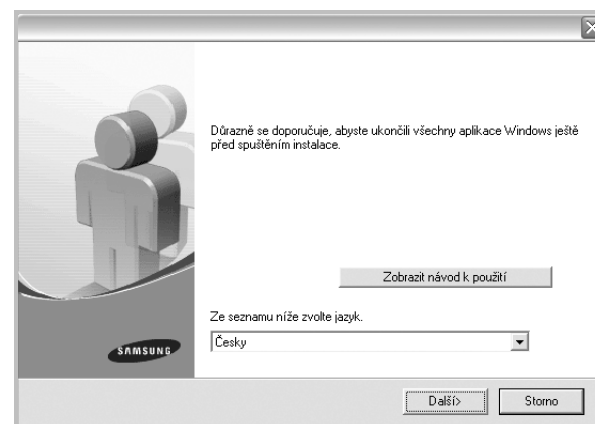 Důrazně se doporučuje, abyste ukončili všechny aplikace Windows ještě
před spuštěním instalace.
Zobrazit návod k použití
Ze seznamu níže zvolte jazyk.
Česky
SAMSUNG
Další>
Storno